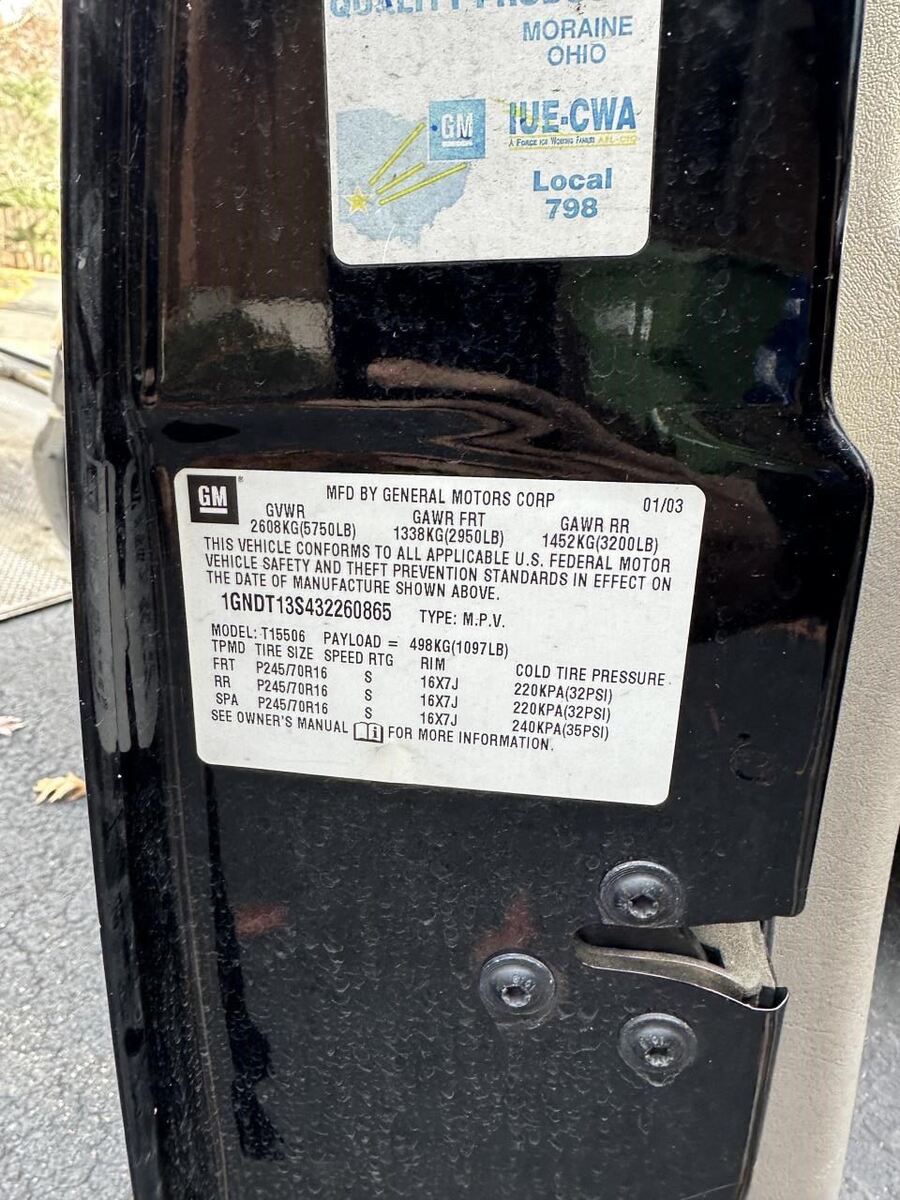 QUALITY PRODU
MORAINE
OHIO
GM
IUE-CWA
A FORCE FOR WORKING FAMILIES AFL-CIO
Local
798
GM®
MFD BY GENERAL MOTORS CORP 01/03
GVWR GAWR FRT GAWR RR
2608KG(5750LB) 1338KG(2950LB) 1452KG(3200LB)
THIS VEHICLE CONFORMS TO ALL APPLICABLE U.S. FEDERAL MOTOR
VEHICLE SAFETY AND THEFT PREVENTION STANDARDS IN EFFECT ON
THE DATE OF MANUFACTURE SHOWN ABOVE.
1GNDT13S432260865 TYPE: M.P.V.
MODEL: T15506 PAYLOAD = 498KG(1097LB)
TPMD TIRE SIZE SPEED RTG RIM COLD TIRE PRESSURE
FRT P245/70R16 S 16X7J 220KPA(32PSI)
RR P245/70R16 S 16X7J 220KPA(32PSI)
SPA P245/70R16 S 16X7J 240KPA(35PSI)
SEE OWNER'S MANUAL FOR MORE INFORMATION.